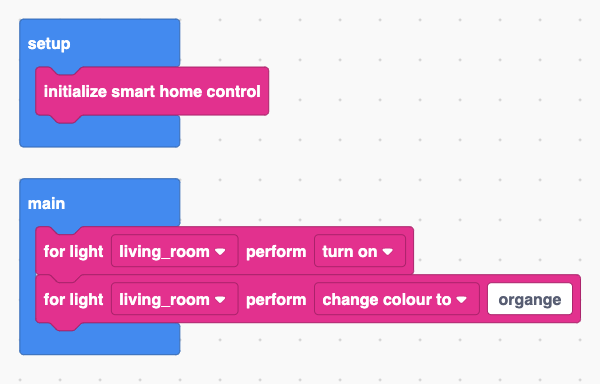 setup
initialize smart home control
main
for light living_room perform turn on
for light living_room perform change colour to organge